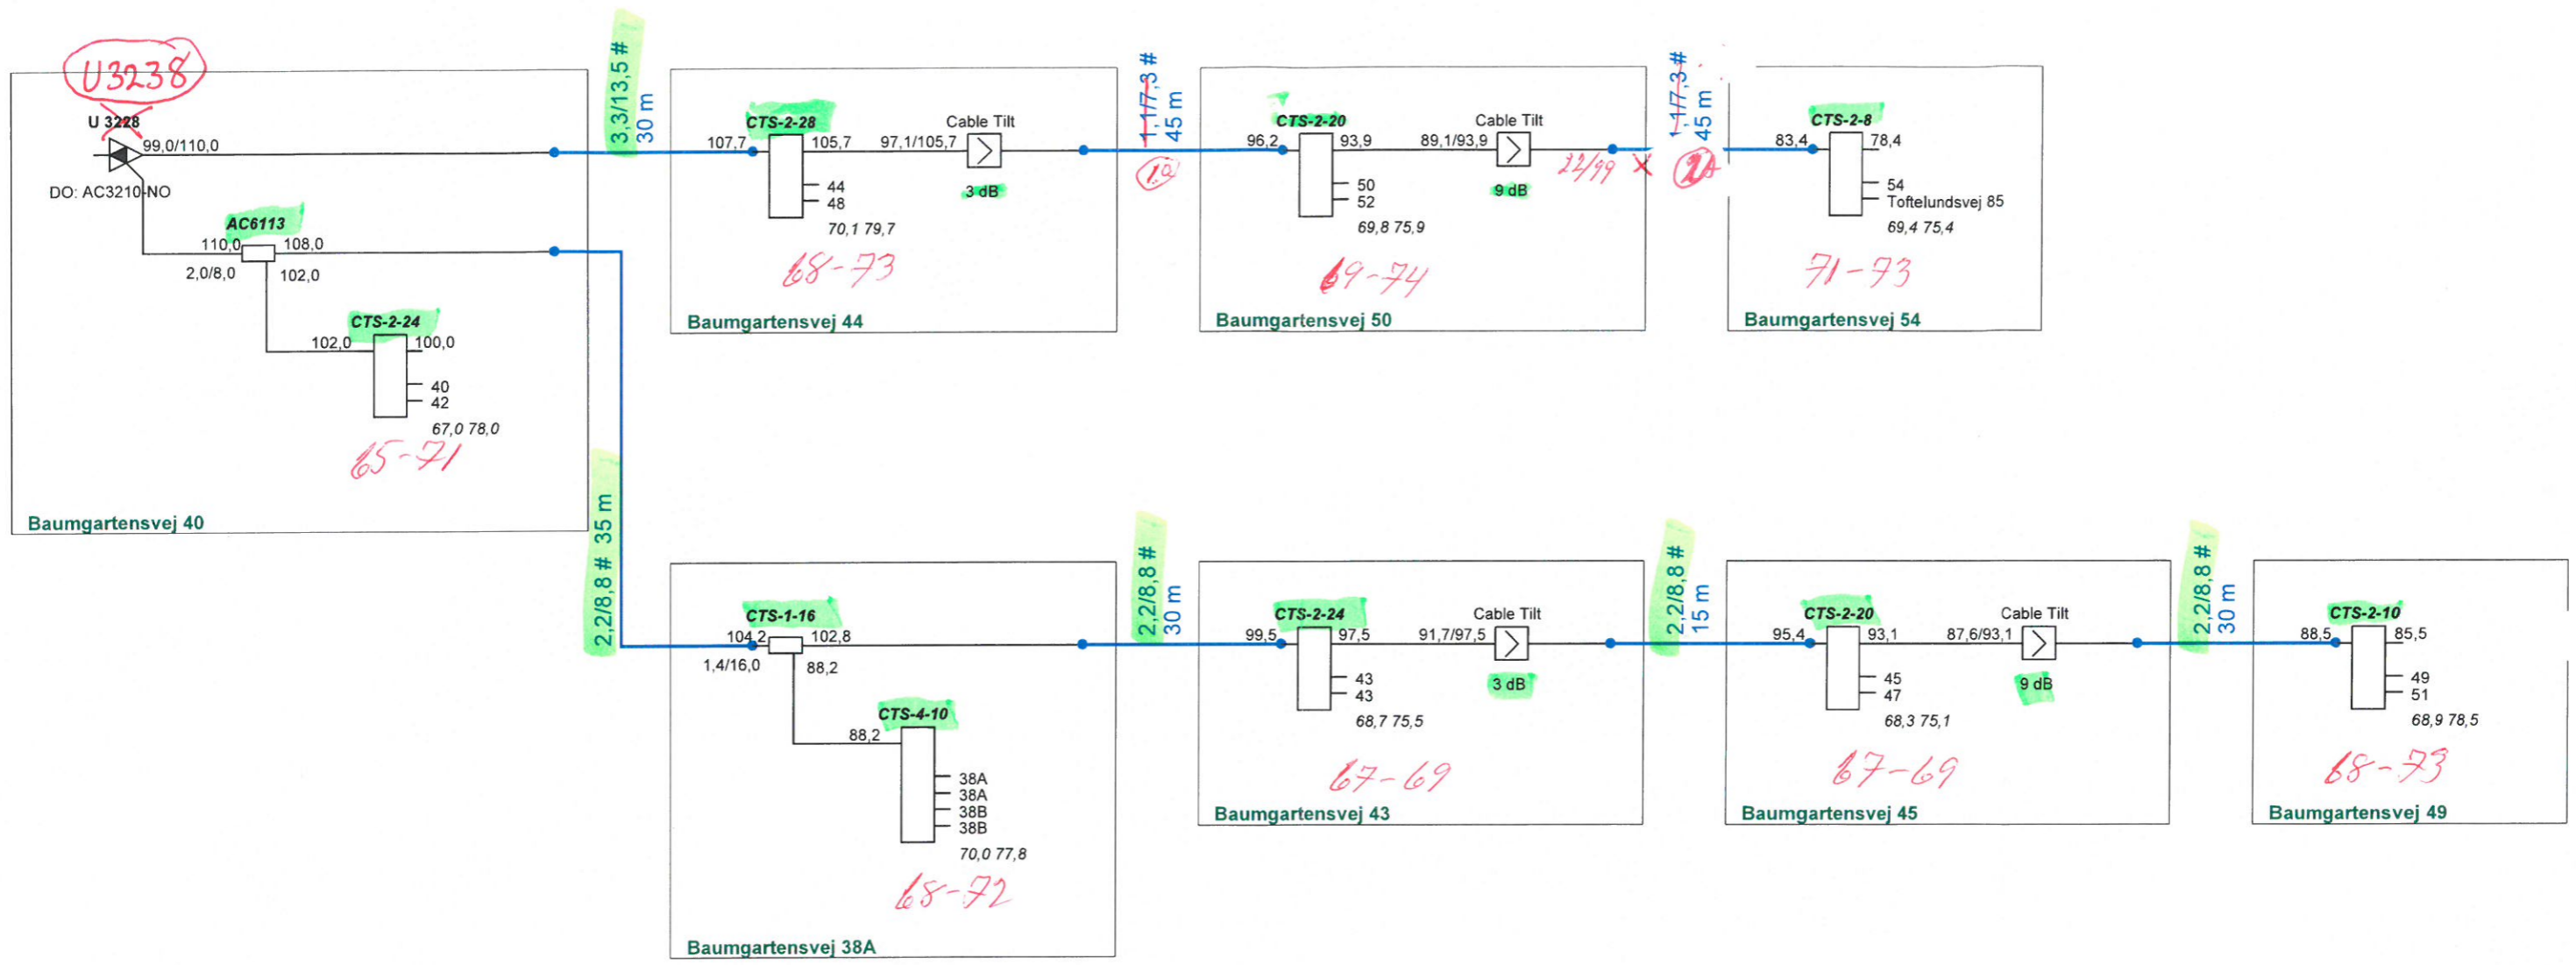 U3238
U 3228
99,0/110,0
DO: AC3210-NO
AC6113
110,0
108,0
2,0/8,0
102,0
CTS-2-24
102,0
100,0
40
42
67,0 78,0
65-71
Baumgartensvej 40
3,3/13,5 #
30 m
CTS-2-28
107,7
105,7
97,1/105,7
Cable Tilt
3 dB
44
48
70,1 79,7
68-73
Baumgartensvej 44
1,1/7,3 #
45 m
CTS-2-20
96,2
93,9
89,1/93,9
Cable Tilt
9 dB
50
52
69,8 75,9
69-74
Baumgartensvej 50
22/99 X
1,1/7,3 #
45 m
CTS-2-8
83,4
78,4
54
Toftelundsvej 85
69,4 75,4
71-73
Baumgartensvej 54
2,2/8,8 # 35 m
CTS-1-16
104,2
102,8
1,4/16,0
88,2
CTS-4-10
88,2
38A
38A
38B
38B
70,0 77,8
68-72
Baumgartensvej 38A
2,2/8,8 #
30 m
CTS-2-24
99,5
97,5
91,7/97,5
Cable Tilt
3 dB
43
43
68,7 75,5
67-69
Baumgartensvej 43
2,2/8,8 #
15 m
CTS-2-20
95,4
93,1
87,6/93,1
Cable Tilt
9 dB
45
47
68,3 75,1
67-69
Baumgartensvej 45
2,2/8,8 #
30 m
CTS-2-10
88,5
85,5
49
51
68,9 78,5
68-73
Baumgartensvej 49